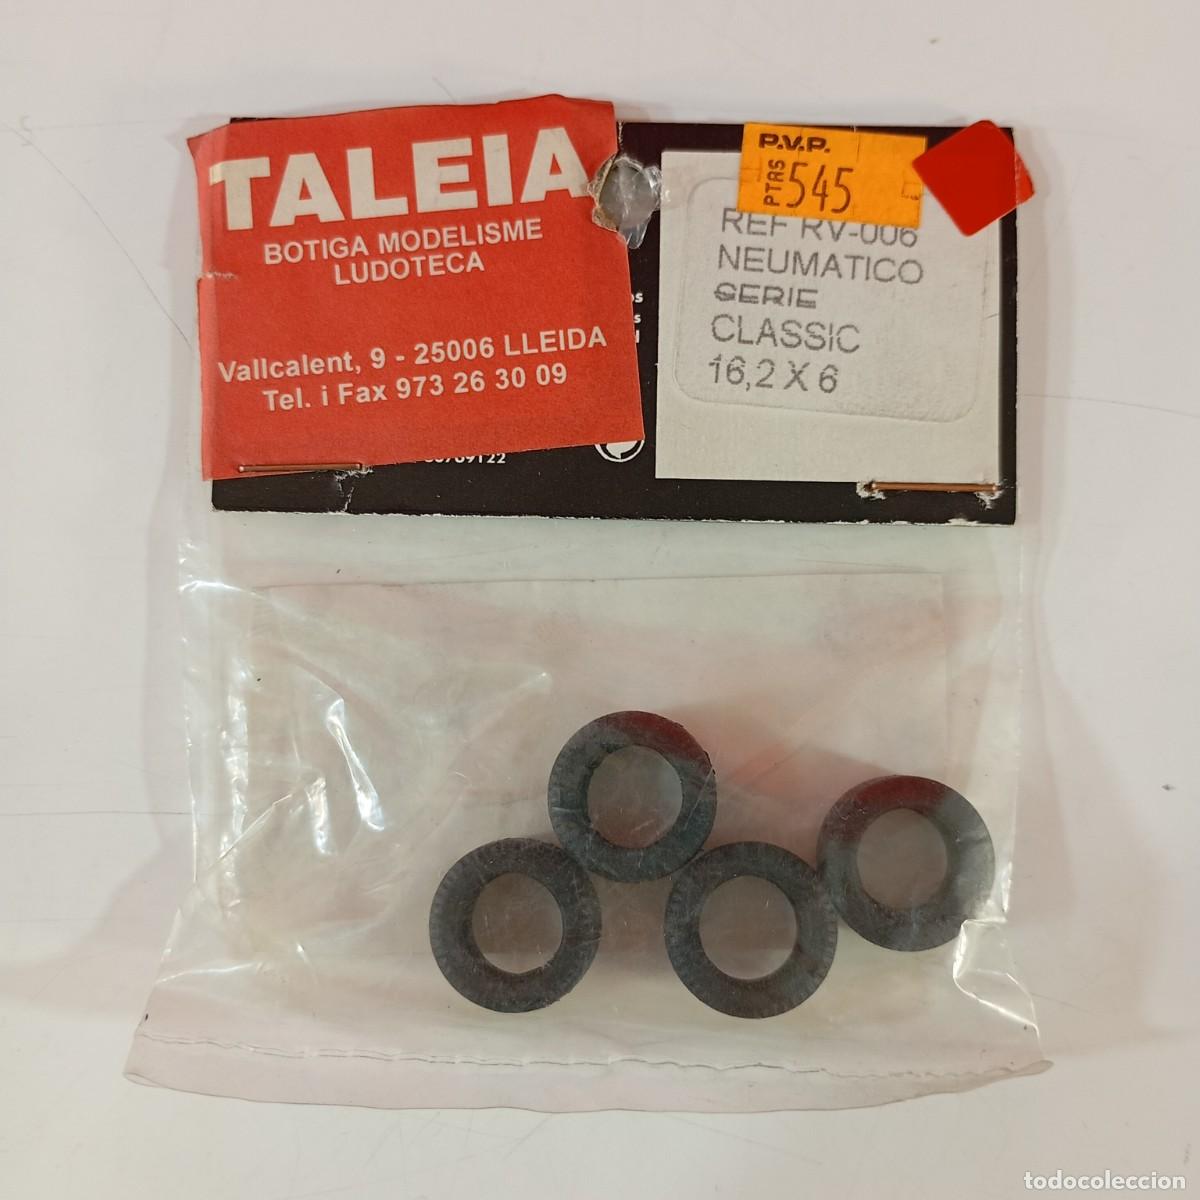 TALEIA
BOTIGA MODELISME
LUDOTECA
Vallcalent, 9 - 25006 LLEIDA
Tel. i Fax 973 26 30 09
P.V.P.
PTAS 545
REF RV-006
NEUMATICO
SERIE
CLASSIC
16,2 X 6
todocoleccion